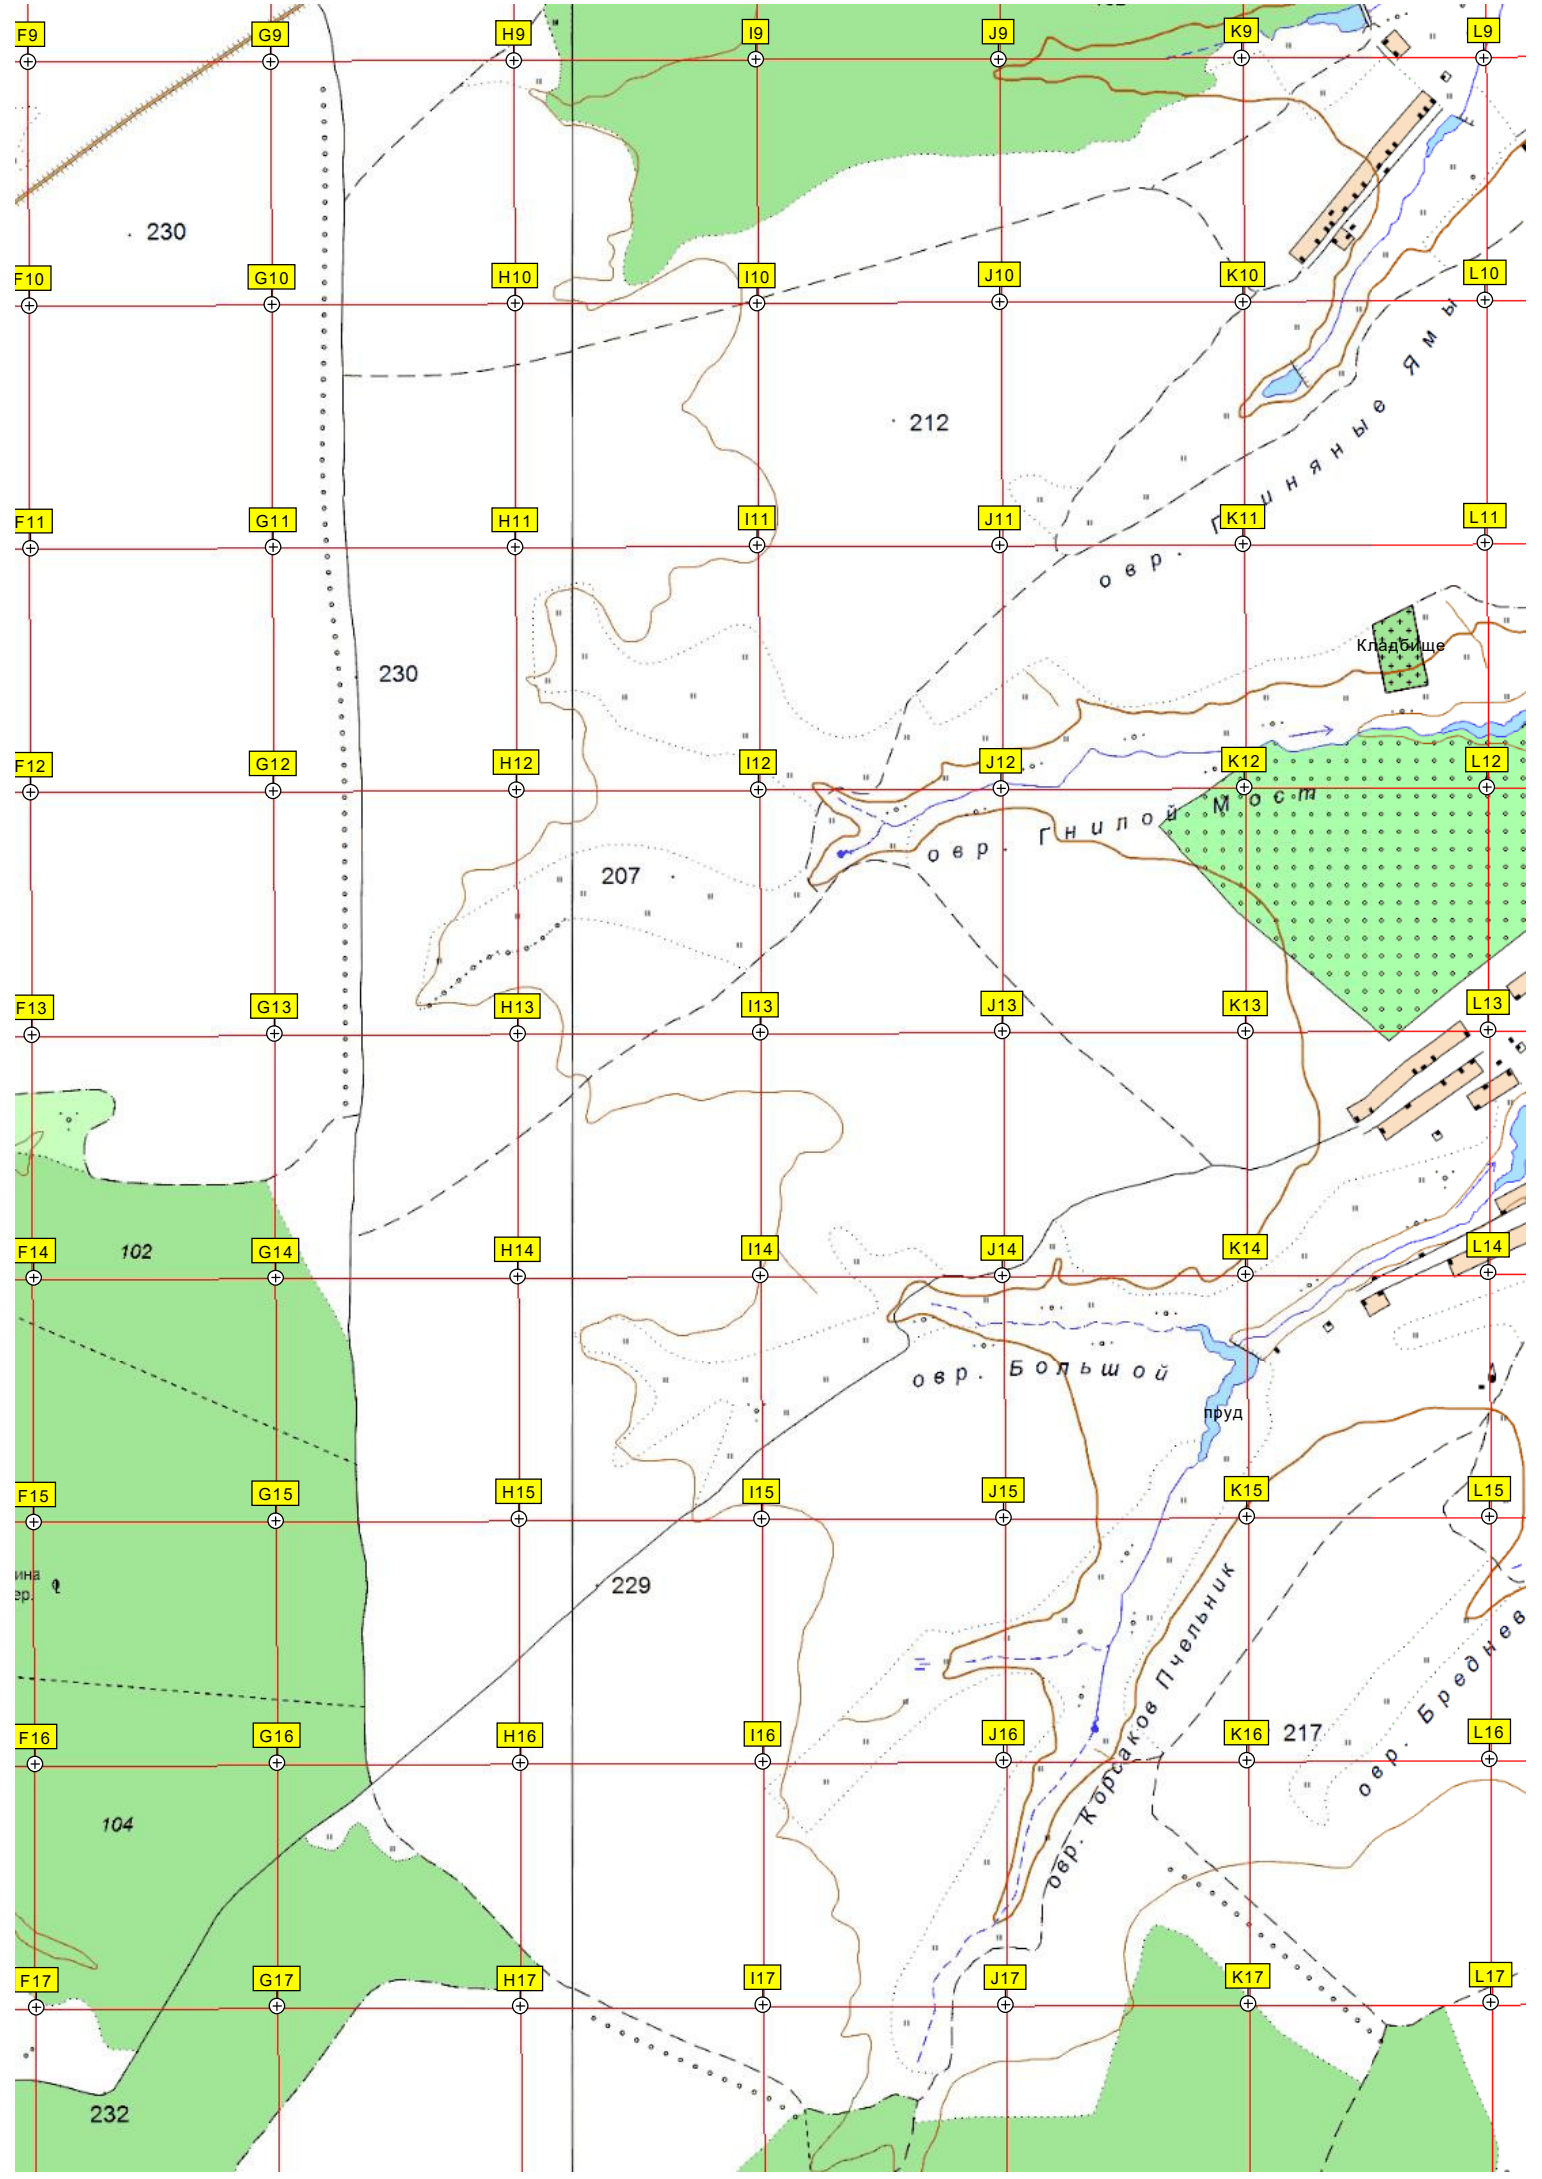 F9 G9 H9 I9 J9 K9 L9
230
F10 G10 H10 I10 J10 K10 L10
212
овр. Глиняные Ямы
F11 G11 H11 I11 J11 K11 L11
Кладбище
230
F12 G12 H12 I12 J12 K12 L12
овр. Гнилой Мост
207
F13 G13 H13 I13 J13 K13 L13
102
F14 G14 H14 I14 J14 K14 L14
овр. Большой
пруд
F15 G15 H15 I15 J15 K15 L15
229
овр. Корсаков Пчельник
овр. Бреднев
217
F16 G16 H16 I16 J16 K16 L16
104
F17 G17 H17 I17 J17 K17 L17
232